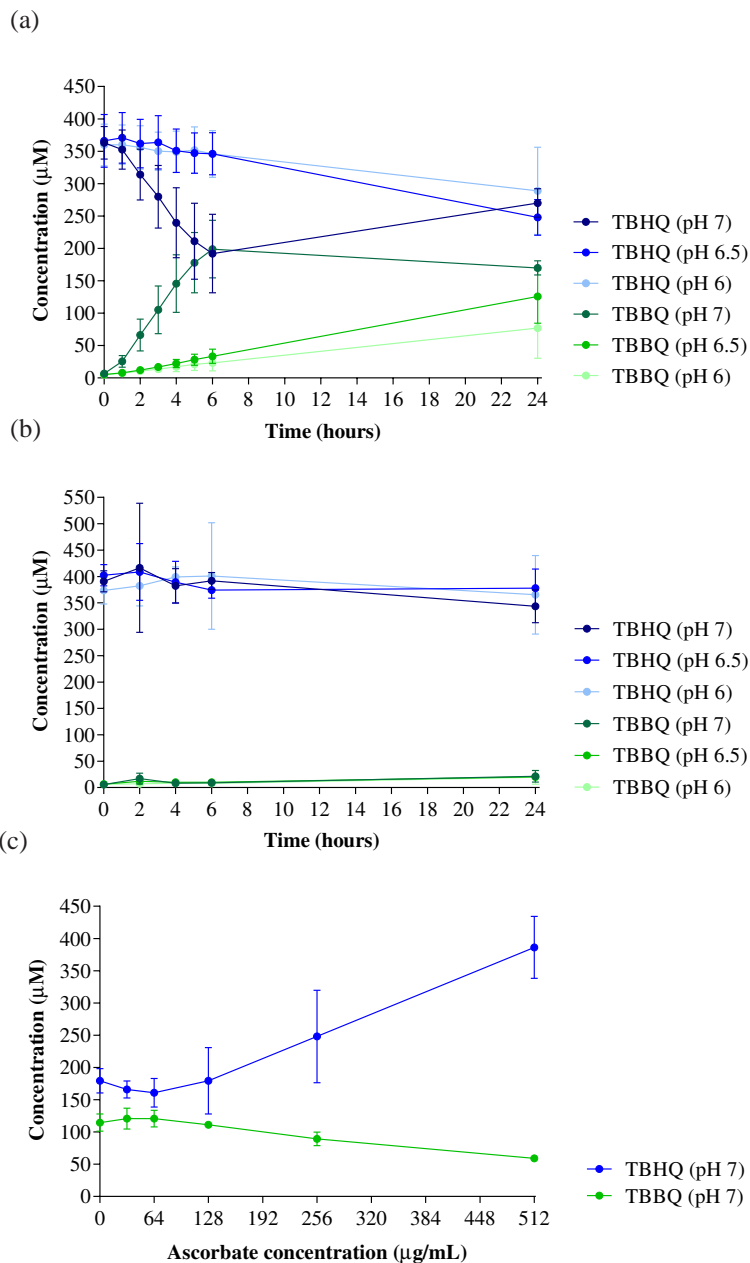 (a)
450
400
350
300
250
200
150
100
50
0
Concentration (μM)
0 2 4 6 8 10 12 14 16 18 20 22 24
Time (hours)
TBHQ (pH 7)
TBHQ (pH 6.5)
TBHQ (pH 6)
TBBQ (pH 7)
TBBQ (pH 6.5)
TBBQ (pH 6)
(b)
550
500
450
400
350
300
250
200
150
100
50
0
Concentration (μM)
0 2 4 6 8 10 12 14 16 18 20 22 24
Time (hours)
TBHQ (pH 7)
TBHQ (pH 6.5)
TBHQ (pH 6)
TBBQ (pH 7)
TBBQ (pH 6.5)
TBBQ (pH 6)
(c)
450
400
350
300
250
200
150
100
50
0
Concentration (μM)
0 64 128 192 256 320 384 448 512
Ascorbate concentration (μg/mL)
TBHQ (pH 7)
TBBQ (pH 7)